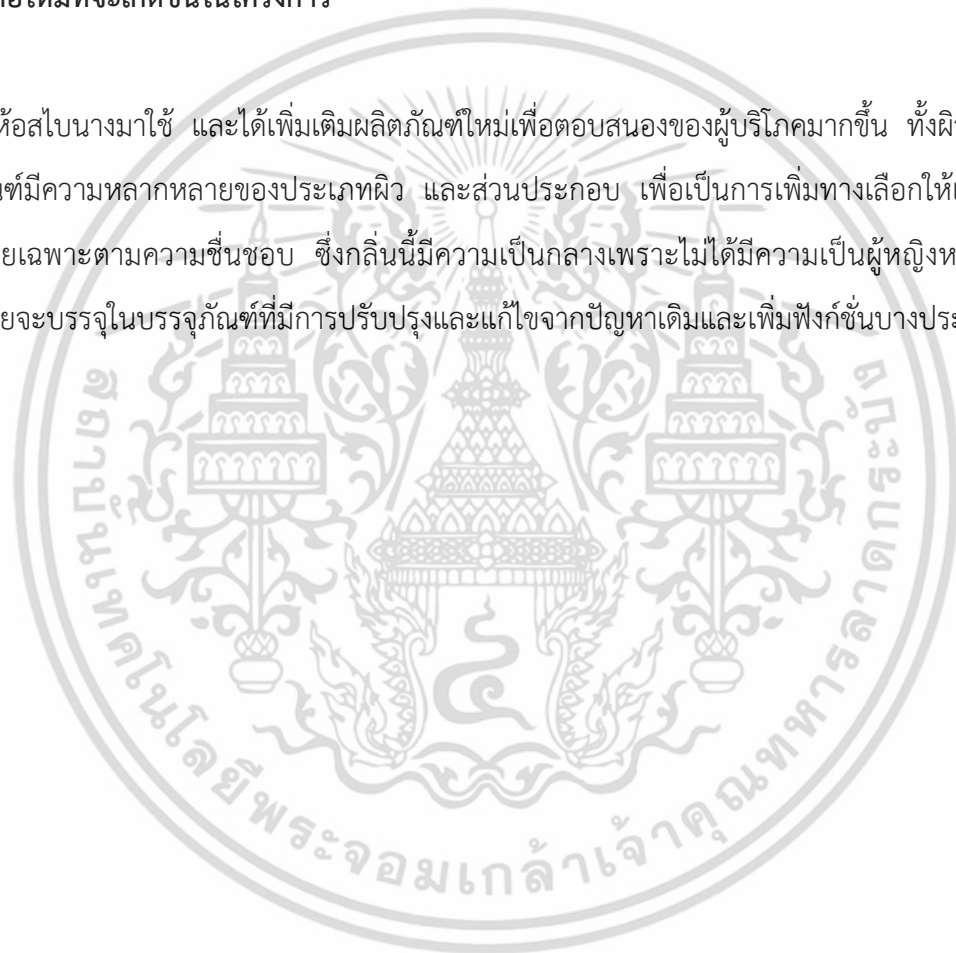 ห้อสไบนางมาใช้ และได้เพิ่มเติมผลิตภัณฑ์ใหม่เพื่อตอบสนองของผู้บริโภคมากขึ้น ทั้งผิ
ฑ์มีความหลากหลายของประเภทผิว และส่วนประกอบ เพื่อเป็นการเพิ่มทางเลือกให้
ยเฉพาะตามความชื่นชอบ ซึ่งกลิ่นนี้มีความเป็นกลางเพราะไม่ได้มีความเป็นผู้หญิงห
ยจะบรรจุในบรรจุภัณฑ์ที่มีการปรับปรุงและแก้ไขจากปัญหาเดิมและเพิ่มฟังก์ชั่นบางประ
สถาบันเทคโนโลยีพระจอมเกล้าเจ้าคุณทหารลาดกระบัง